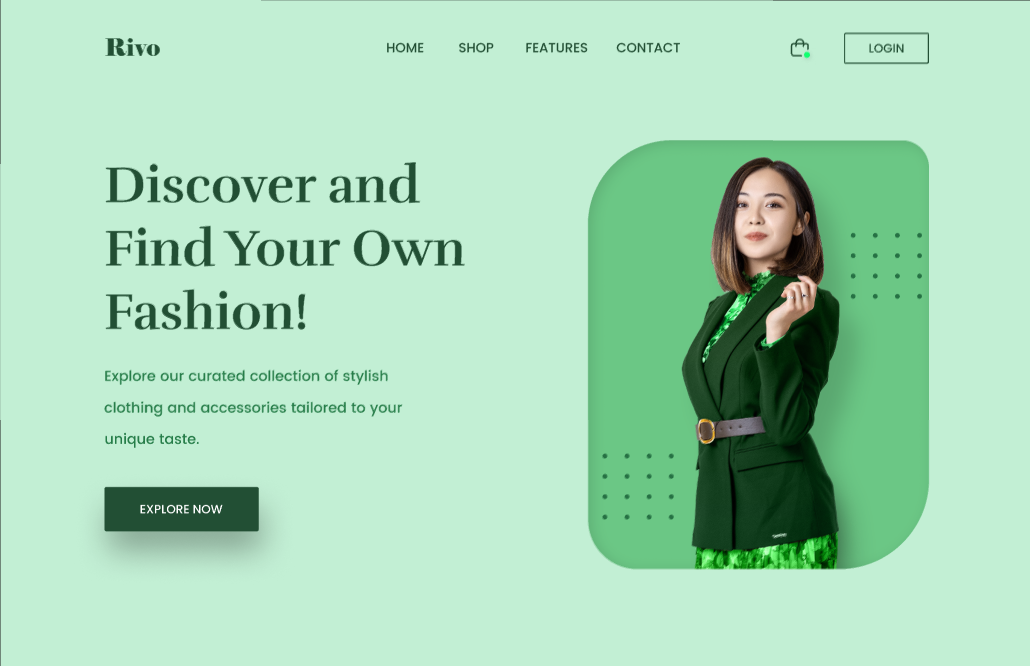 Rivo
HOME
SHOP
FEATURES
CONTACT
LOGIN
Discover and
Find Your Own
Fashion!
Explore our curated collection of stylish
clothing and accessories tailored to your
unique taste.
EXPLORE NOW